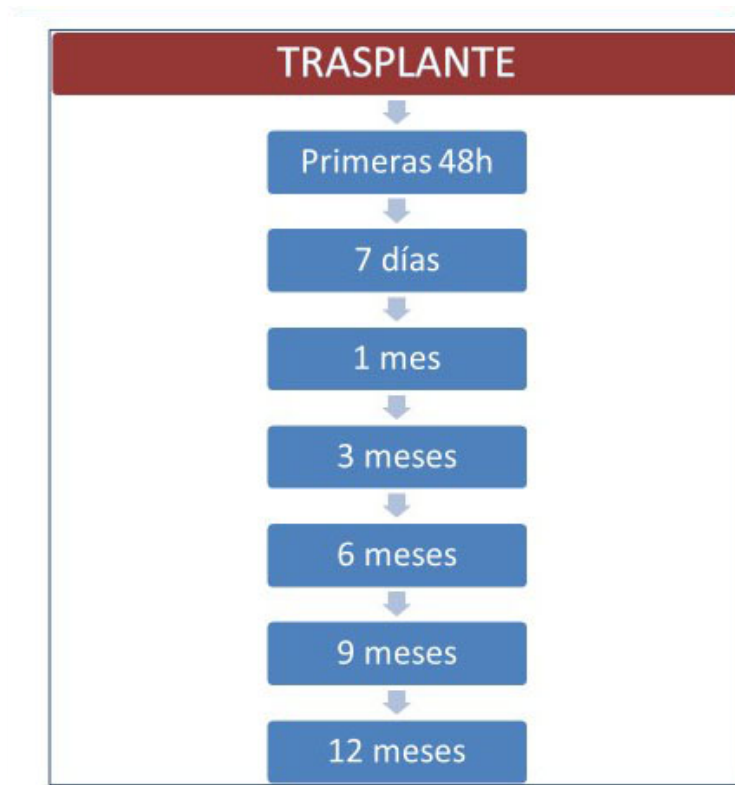 TRASPLANTE
Primeras 48h
7 días
1 mes
3 meses
6 meses
9 meses
12 meses